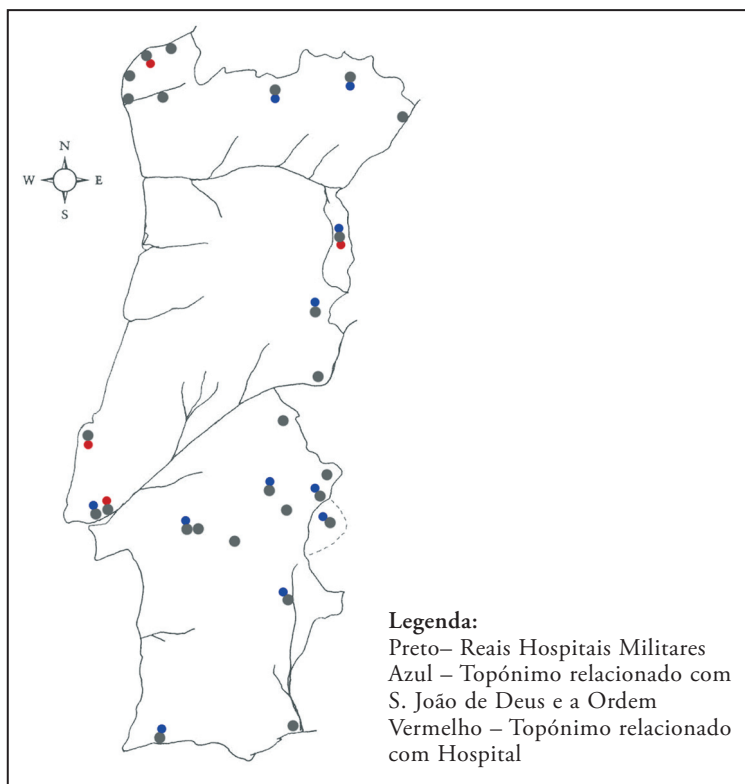 N
W E
S
Legenda:
Preto– Reais Hospitais Militares
Azul – Topónimo relacionado com
S. João de Deus e a Ordem
Vermelho – Topónimo relacionado
com Hospital